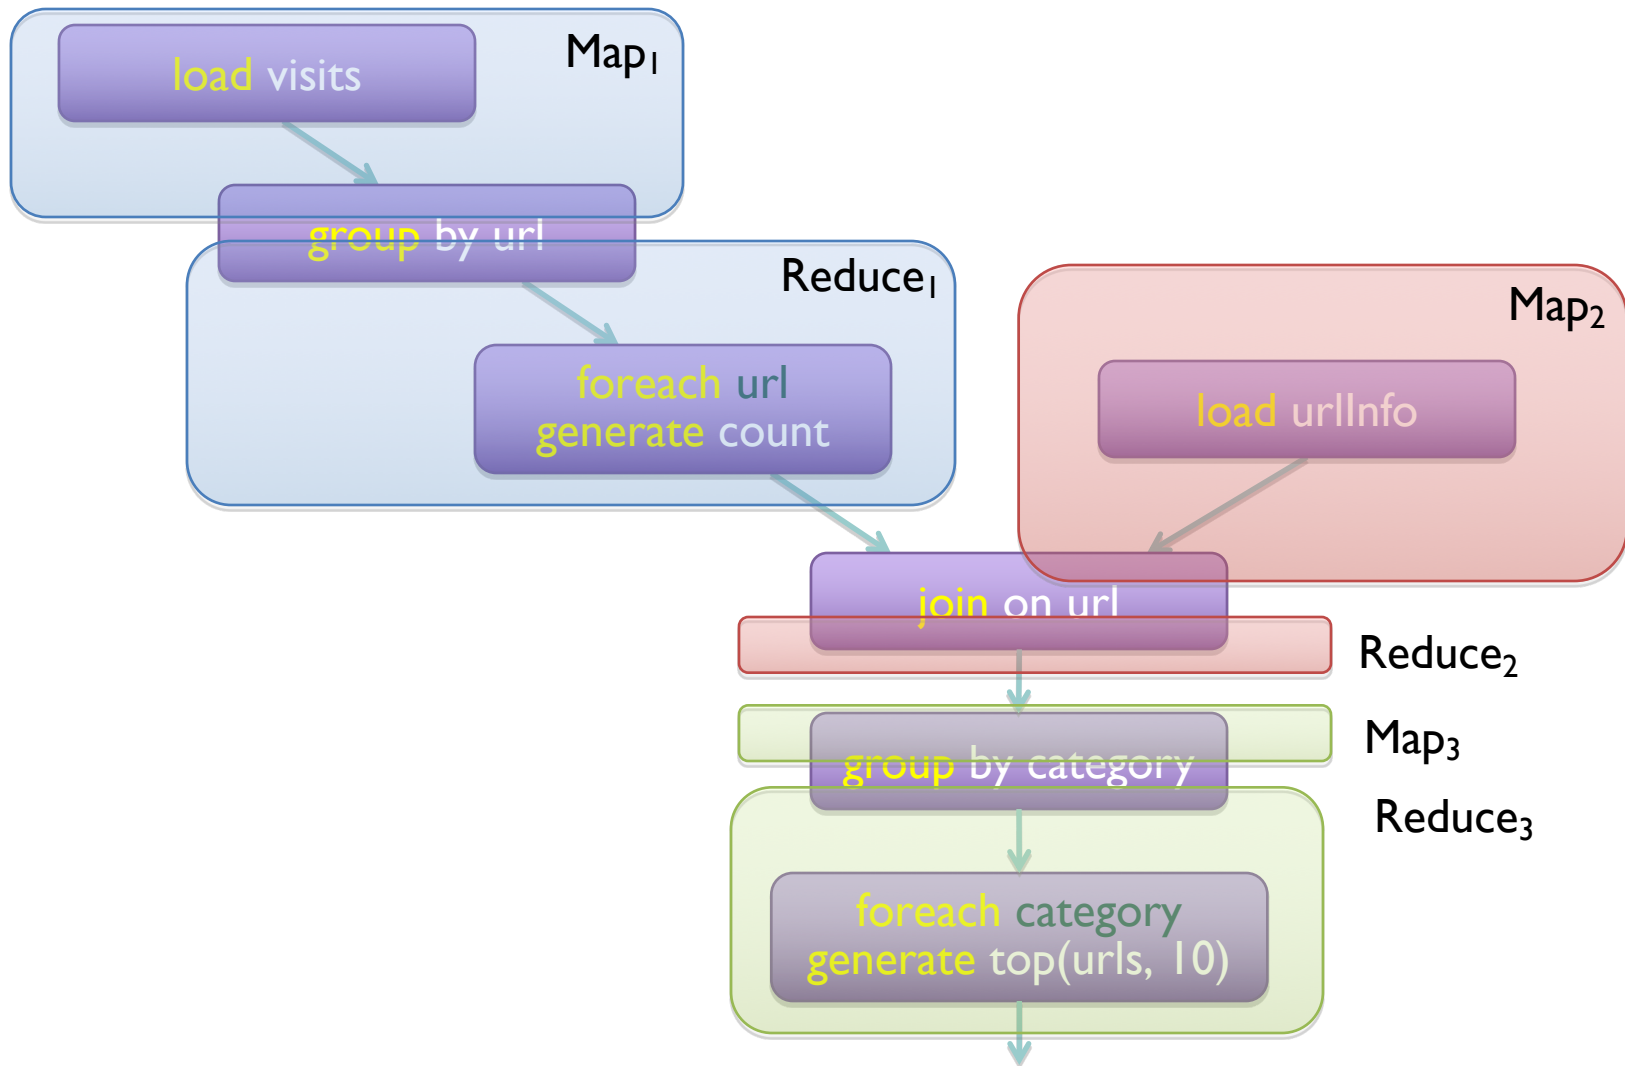 load visits
Map1
group by url
Reduce1
foreach url
generate count
Map2
load urlInfo
join on url
Reduce2
group by category
Map3
Reduce3
foreach category
generate top(urls, 10)